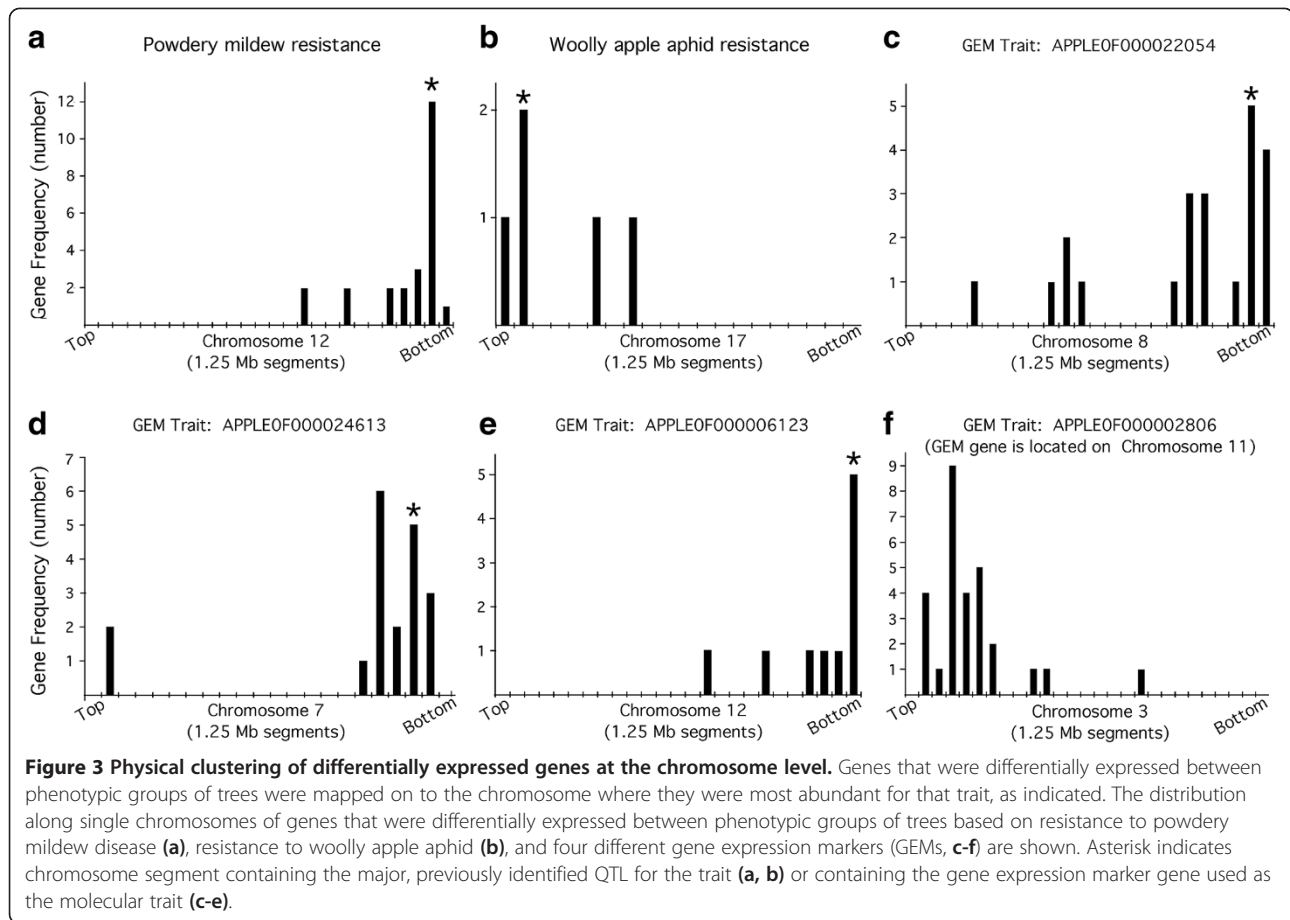 a
Powdery mildew resistance
*
Gene Frequency (number)
12
10
8
6
4
2
Top
Chromosome 12
Bottom
(1.25 Mb segments)
b
Woolly apple aphid resistance
*
2
1
Top
Chromosome 17
Bottom
(1.25 Mb segments)
c
GEM Trait: APPLE0F000022054
*
5
4
3
2
1
Top
Chromosome 8
Bottom
(1.25 Mb segments)
d
GEM Trait: APPLE0F000024613
*
Gene Frequency (number)
7
6
5
4
3
2
1
Top
Chromosome 7
Bottom
(1.25 Mb segments)
e
GEM Trait: APPLE0F000006123
*
5
4
3
2
1
Top
Chromosome 12
Bottom
(1.25 Mb segments)
f
GEM Trait: APPLE0F000002806
(GEM gene is located on Chromosome 11)
9
8
7
6
5
4
3
2
1
Top
Chromosome 3
Bottom
(1.25 Mb segments)
Figure 3 Physical clustering of differentially expressed genes at the chromosome level. Genes that were differentially expressed between
phenotypic groups of trees were mapped on to the chromosome where they were most abundant for that trait, as indicated. The distribution
along single chromosomes of genes that were differentially expressed between phenotypic groups of trees based on resistance to powdery
mildew disease (a), resistance to woolly apple aphid (b), and four different gene expression markers (GEMs, c-f) are shown. Asterisk indicates
chromosome segment containing the major, previously identified QTL for the trait (a, b) or containing the gene expression marker gene used as
the molecular trait (c-e).